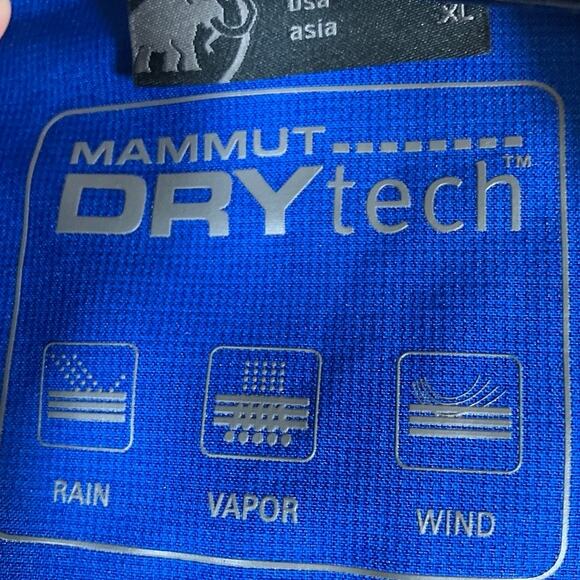 usa
asia
XL
MAMMUT
DRYtech™
RAIN
VAPOR
WIND